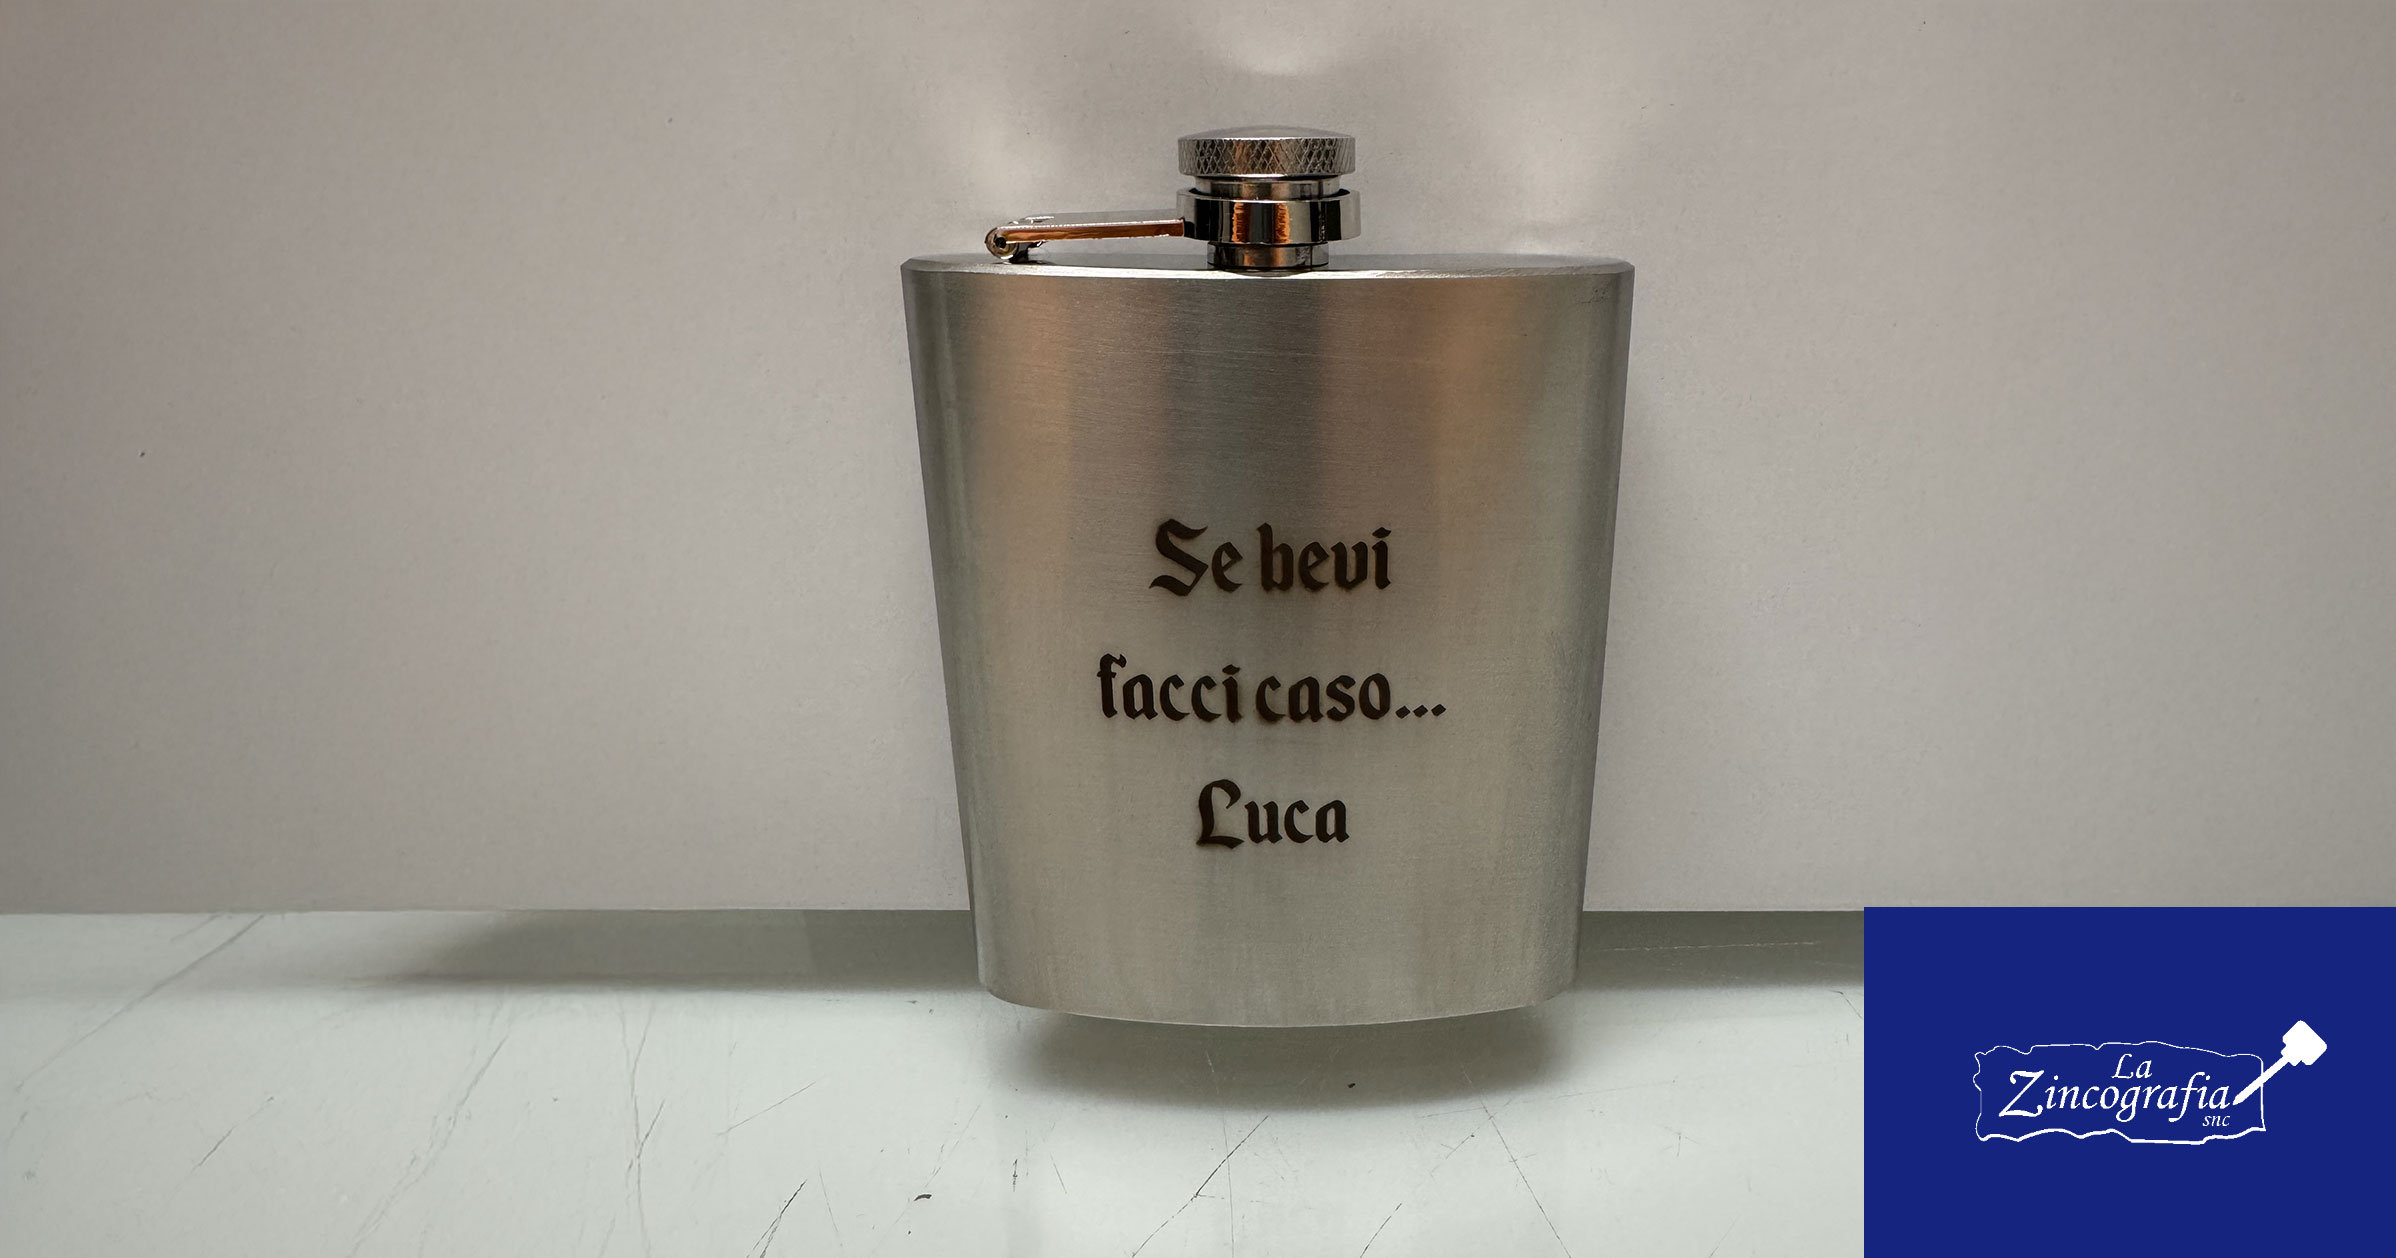 Se bevi
facci caso...
Luca
La
Zincografia
snc